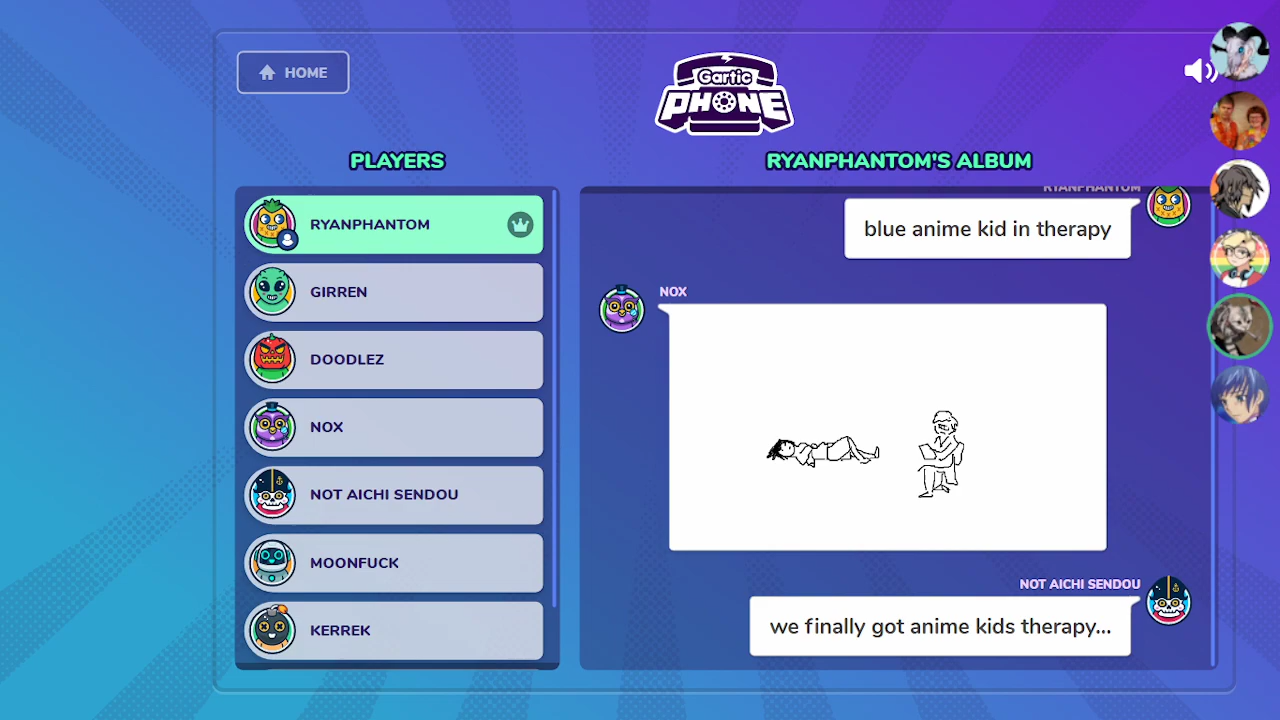 HOME
Gartic
PHONE
PLAYERS
RYANPHANTOM'S ALBUM
RYANPHANTOM
GIRREN
DOODLEZ
NOX
NOT AICHI SENDOU
MOONFUCK
KERREK
RYANPHANTOM
blue anime kid in therapy
NOX
NOT AICHI SENDOU
we finally got anime kids therapy...